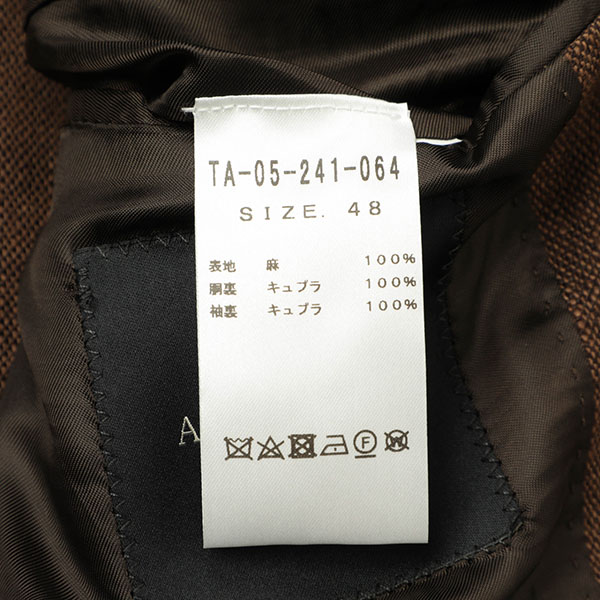 TA-05-241-064
SIZE. 48
表地 麻 100%
胴裏 キュプラ 100%
袖裏 キュプラ 100%
A